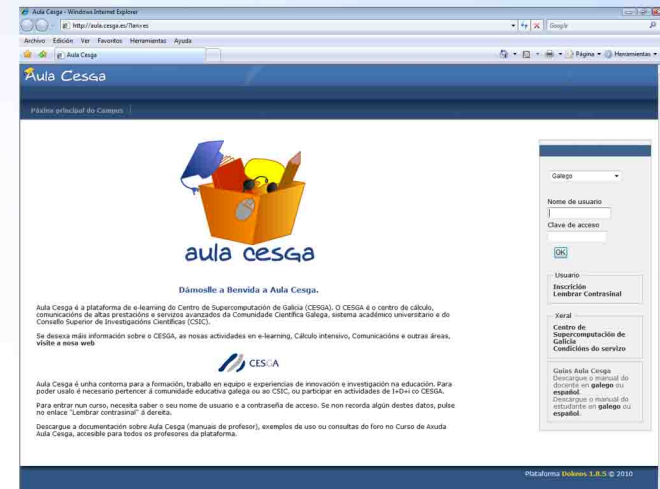 Aula Cesga - Windows Internet Explorer
http://aula.cesga.es/?lan=es
Google
Archivo Edición Ver Favoritos Herramientas Ayuda
Aula Cesga
Página Herramientas
Aula CESGA
Páxina principal do Campus
Galego
Nome de usuario
Clave de acceso
OK
Usuario
Inscrición
Lembrar Contrasinal
Xeral
Centro de
Supercomputación de
Galicia
Condicións do servizo
Guías Aula Cesga
Descargue o manual do
docente en galego ou
español.
Descargue o manual do
estudante en galego ou
español.
aula cesga
Dámoslle a Benvida a Aula Cesga.
Aula Cesga é a plataforma de e-learning do Centro de Supercomputación de Galicia (CESGA). O CESGA é o centro de cálculo,
comunicacións de altas prestacións e servizos avanzados da Comunidade Científica Galega, sistema académico universitario e do
Consello Superior de Investigacións Científicas (CSIC).
Se desexa máis información sobre o CESGA, as nosas actividades en e-learning, Cálculo intensivo, Comunicacións e outras áreas,
visite a nosa web
CESGA
Aula Cesga é unha contorna para a formación, traballo en equipo e experiencias de innovación e investigación na educación. Para
poder usalo é necesario pertencer á comunidade educativa galega ou ao CSIC, ou participar en actividades de I+D+i co CESGA.
Para entrar nun curso, necesita saber o seu nome de usuario e a contraseña de acceso. Se non recorda algún destes datos, pulse
no enlace "Lembrar contrasinal" á dereita.
Descargue a documentación sobre Aula Cesga (manuais de profesor), exemplos de uso ou consultas do foro no Curso de Axuda
Aula Cesga, accesible para todos os profesores da plataforma.
Plataforma Dokeos 1.8.5 © 2010